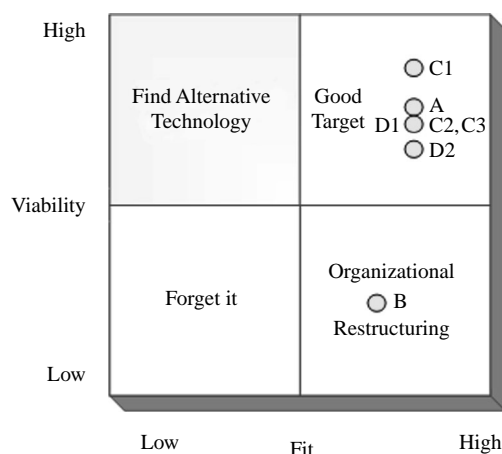 High
C1
Find Alternative
Technology
Good
Target
A
D1
C2, C3
D2
Viability
Organizational
Forget it
B
Restructuring
Low
Low
Fit
High